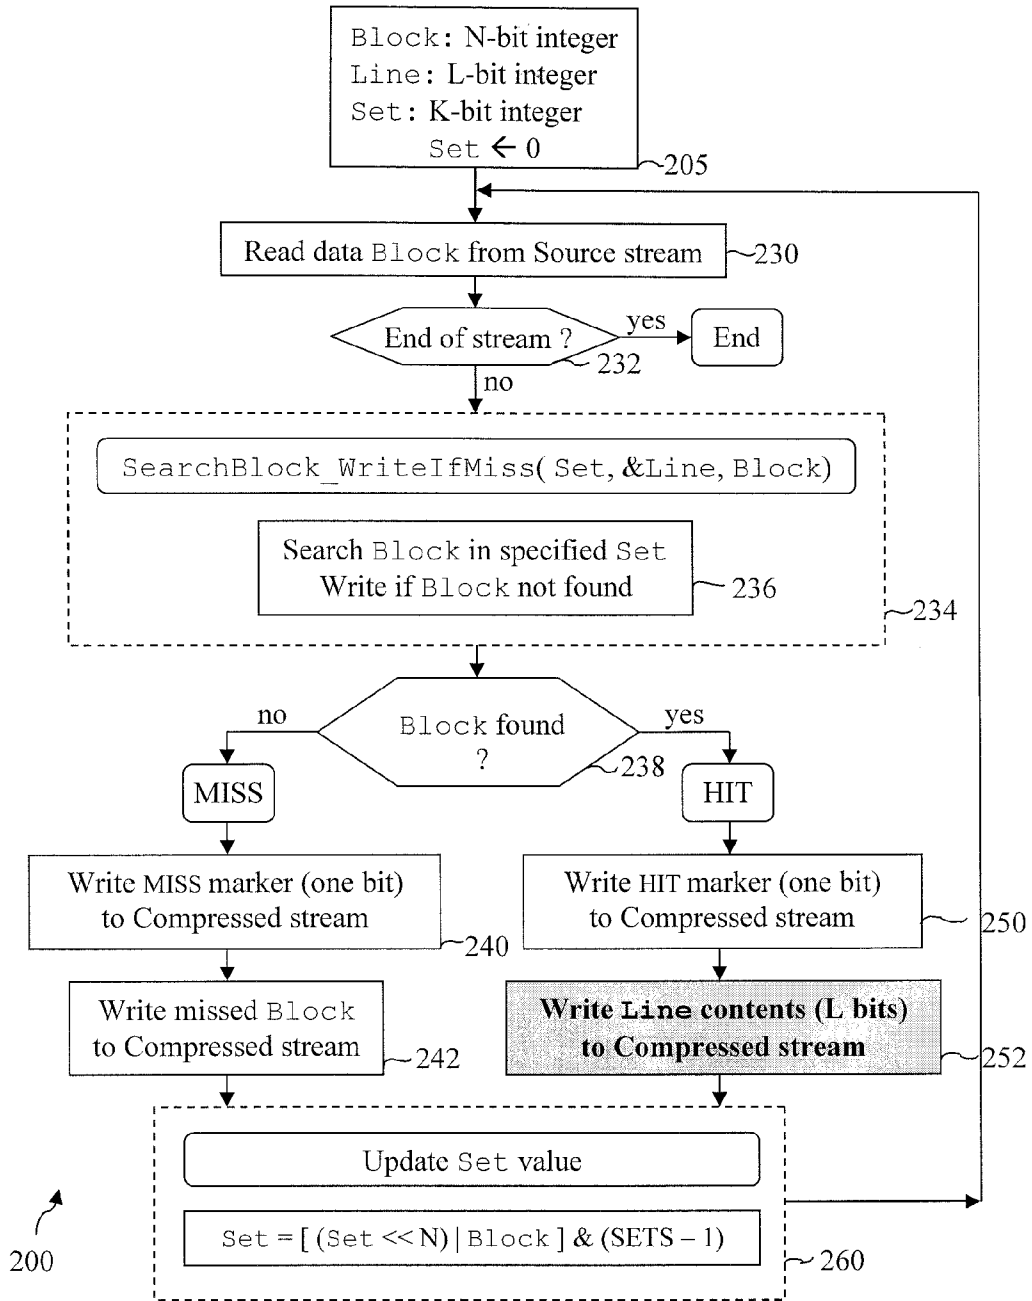 Block: N-bit integer
Line: L-bit integer
Set: K-bit integer
Set ← 0
205
Read data Block from Source stream
230
End of stream ?
yes
End
232
no
SearchBlock_WriteIfMiss( Set, &Line, Block)
Search Block in specified Set
Write if Block not found
236
234
no
Block found
?
yes
238
MISS
HIT
Write MISS marker (one bit)
to Compressed stream
240
Write HIT marker (one bit)
to Compressed stream
250
Write missed Block
to Compressed stream
242
Write Line contents (L bits)
to Compressed stream
252
Update Set value
Set = [ (Set << N) | Block ] & (SETS – 1)
260
200